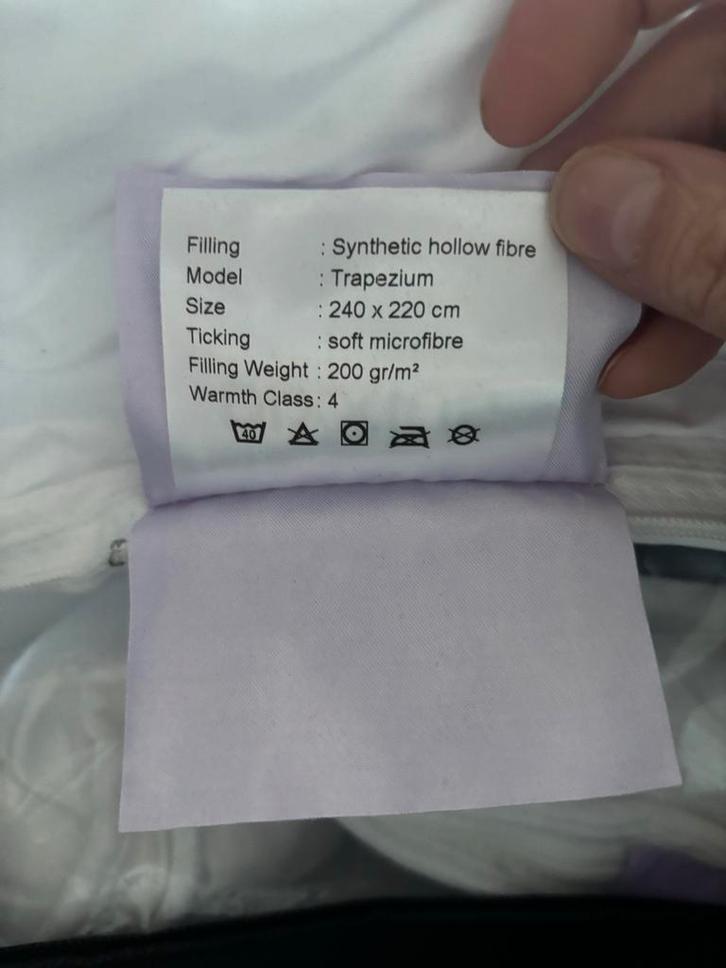 Filling : Synthetic hollow fibre
Model : Trapezium
Size : 240 x 220 cm
Ticking : soft microfibre
Filling Weight : 200 gr/m²
Warmth Class : 4
40